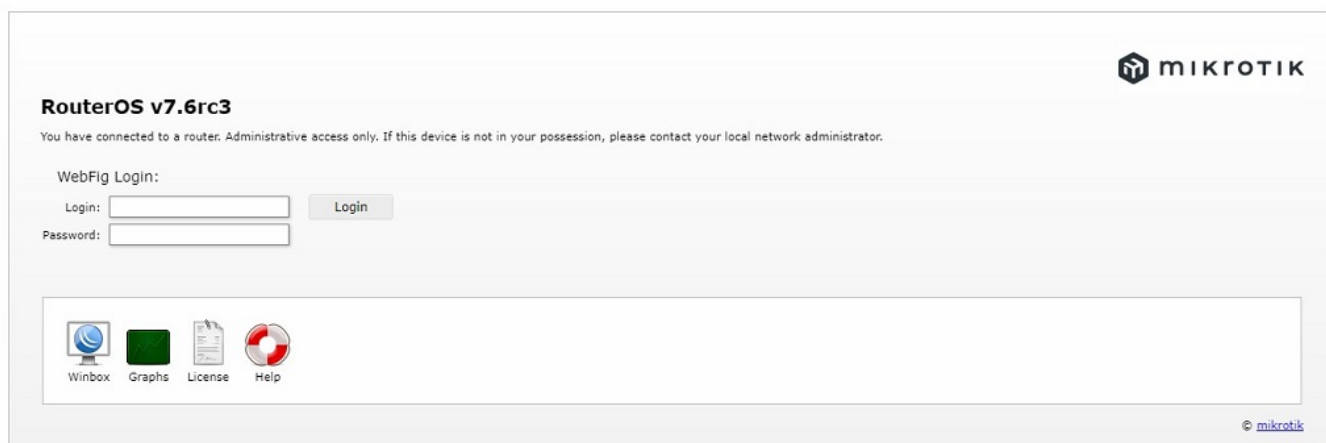 mikrotik
RouterOS v7.6rc3
You have connected to a router. Administrative access only. If this device is not in your possession, please contact your local network administrator.
WebFig Login:
Login: Login
Password:
Winbox Graphs License Help
© mikrotik